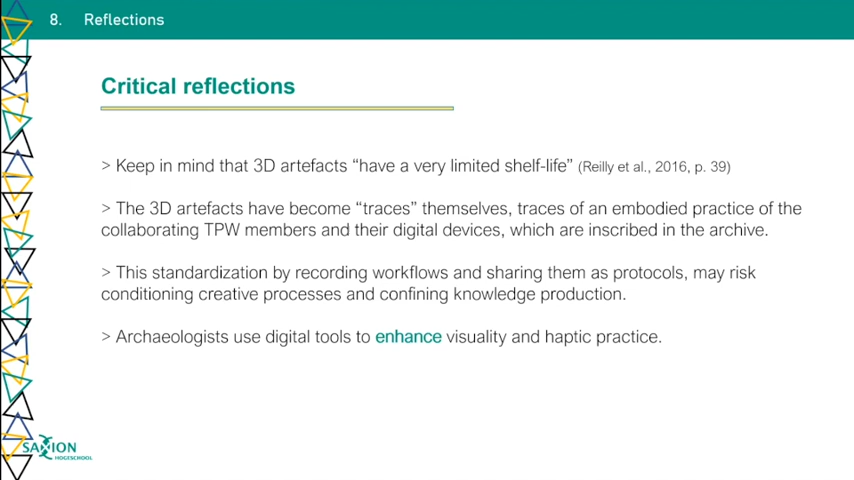 8. Reflections
Critical reflections
> Keep in mind that 3D artefacts “have a very limited shelf-life” (Reilly et al., 2016, p. 39)
> The 3D artefacts have become “traces” themselves, traces of an embodied practice of the
collaborating TPW members and their digital devices, which are inscribed in the archive.
> This standardization by recording workflows and sharing them as protocols, may risk
conditioning creative processes and confining knowledge production.
> Archaeologists use digital tools to enhance visuality and haptic practice.
SAXION
HOGESCHOOL